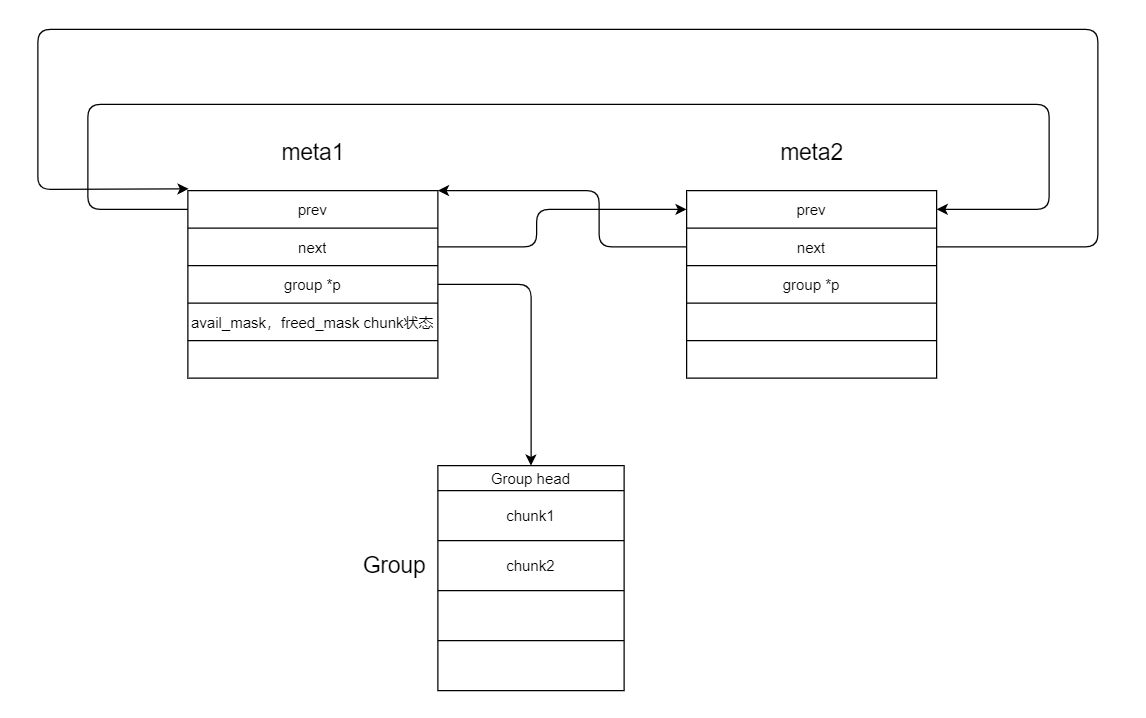 meta1
meta2
prev
prev
next
next
group *p
group *p
avail_mask，freed_mask chunk状态
Group head
chunk1
Group
chunk2